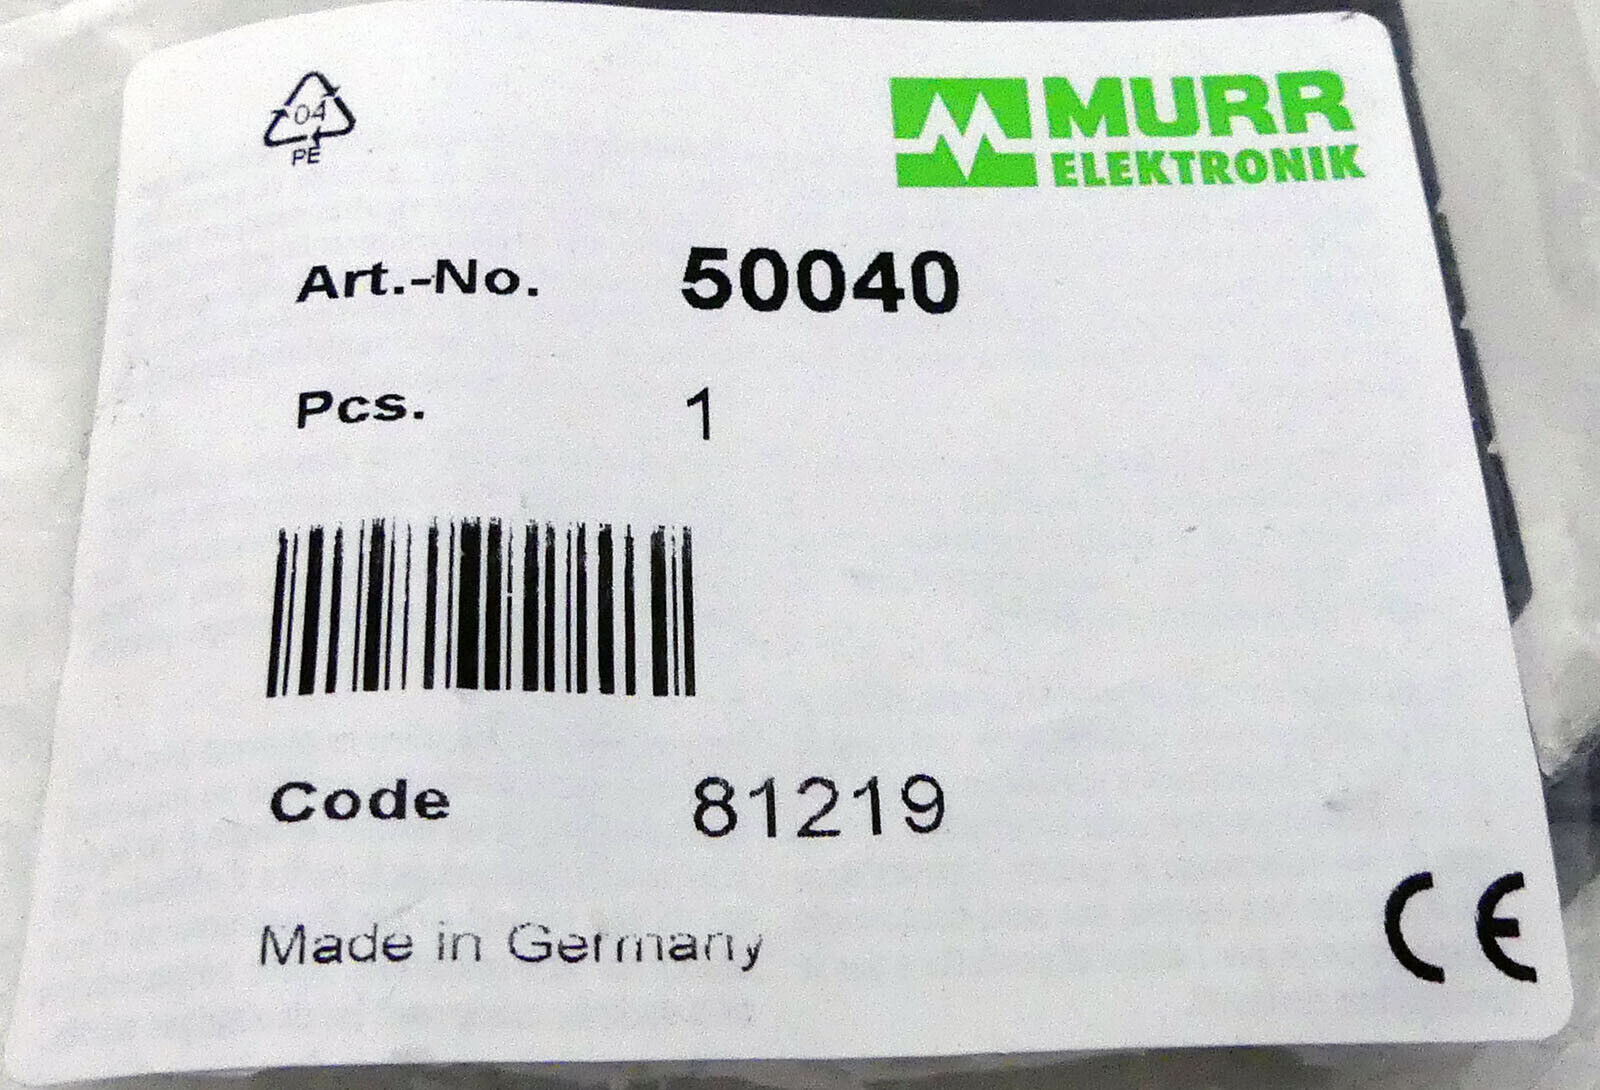 04
PE
MURR
ELEKTRONIK
Art.-No. 50040
Pcs. 1
Code 81219
Made in Germany
CE